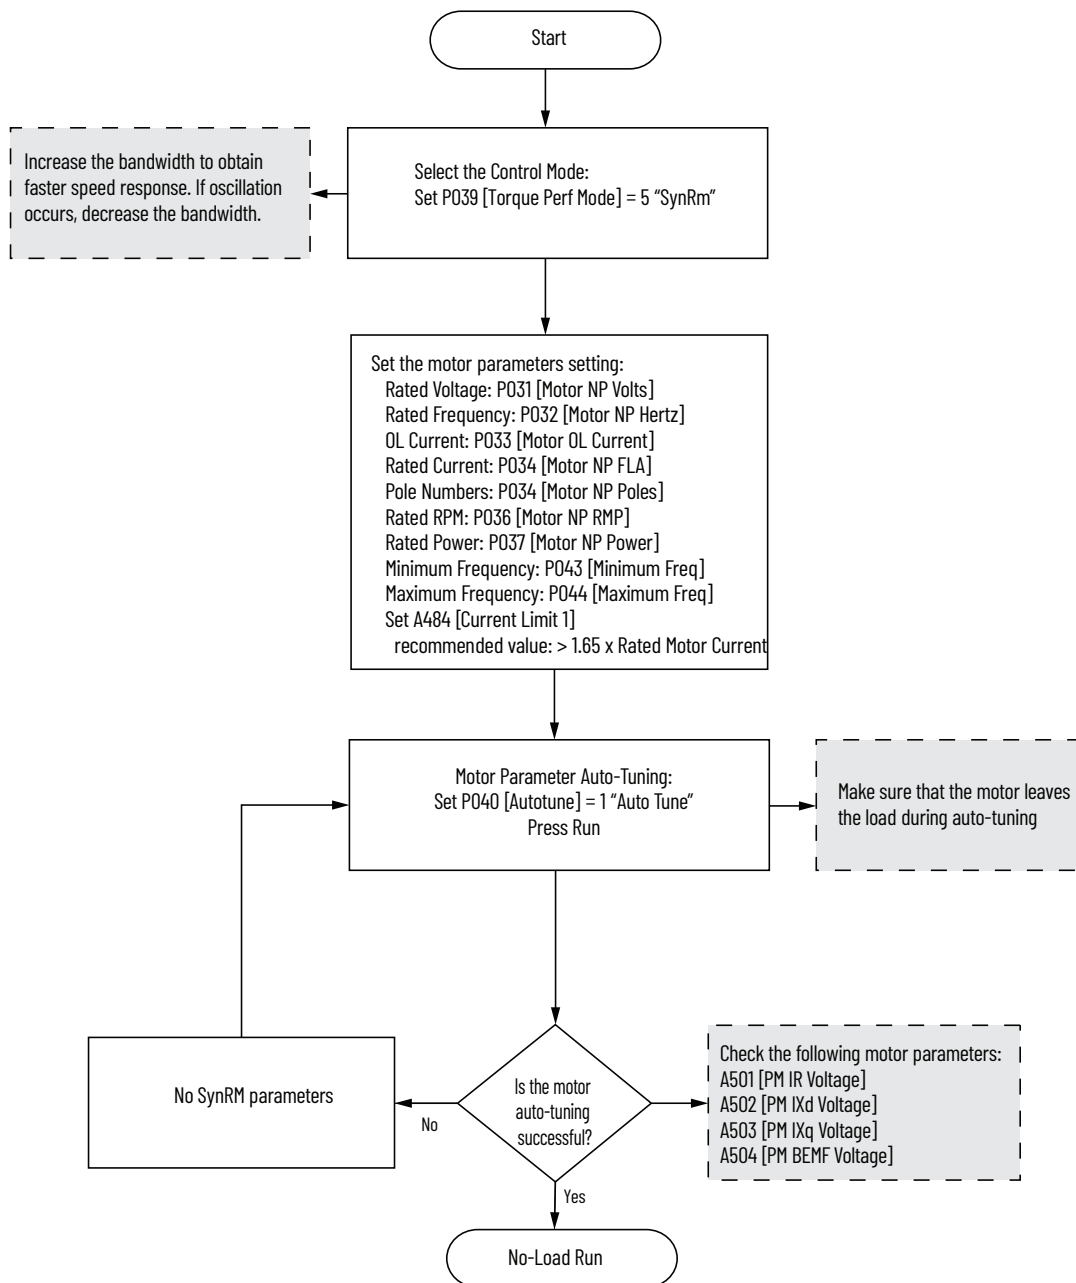 Start
Increase the bandwidth to obtain
faster speed response. If oscillation
occurs, decrease the bandwidth.
Select the Control Mode:
Set P039 [Torque Perf Mode] = 5 “SynRm”
Set the motor parameters setting:
Rated Voltage: P031 [Motor NP Volts]
Rated Frequency: P032 [Motor NP Hertz]
OL Current: P033 [Motor OL Current]
Rated Current: P034 [Motor NP FLA]
Pole Numbers: P034 [Motor NP Poles]
Rated RPM: P036 [Motor NP RMP]
Rated Power: P037 [Motor NP Power]
Minimum Frequency: P043 [Minimum Freq]
Maximum Frequency: P044 [Maximum Freq]
Set A484 [Current Limit 1]
recommended value: > 1.65 x Rated Motor Current
Motor Parameter Auto-Tuning:
Set P040 [Autotune] = 1 “Auto Tune”
Press Run
Make sure that the motor leaves
the load during auto-tuning
No SynRM parameters
No
Is the motor
auto-tuning
successful?
Check the following motor parameters:
A501 [PM IR Voltage]
A502 [PM IXd Voltage]
A503 [PM IXq Voltage]
A504 [PM BEMF Voltage]
Yes
No-Load Run